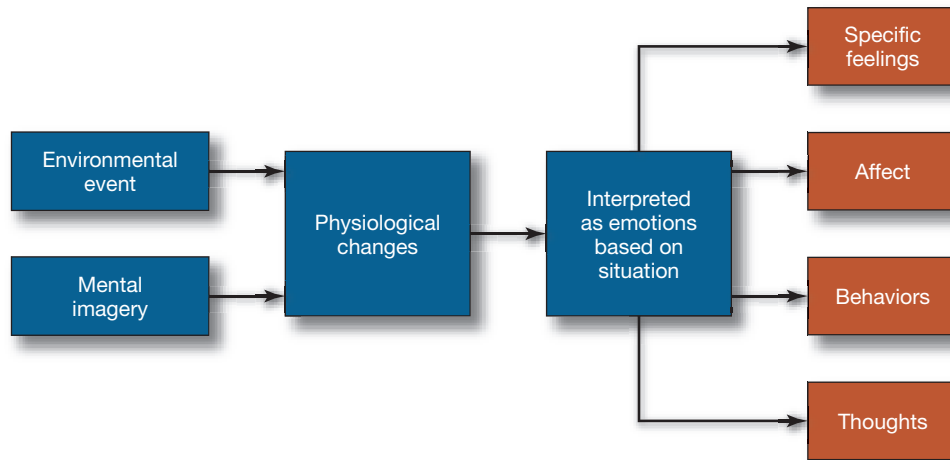 Environmental
event
Mental
imagery
Physiological
changes
Interpreted
as emotions
based on
situation
Specific
feelings
Affect
Behaviors
Thoughts